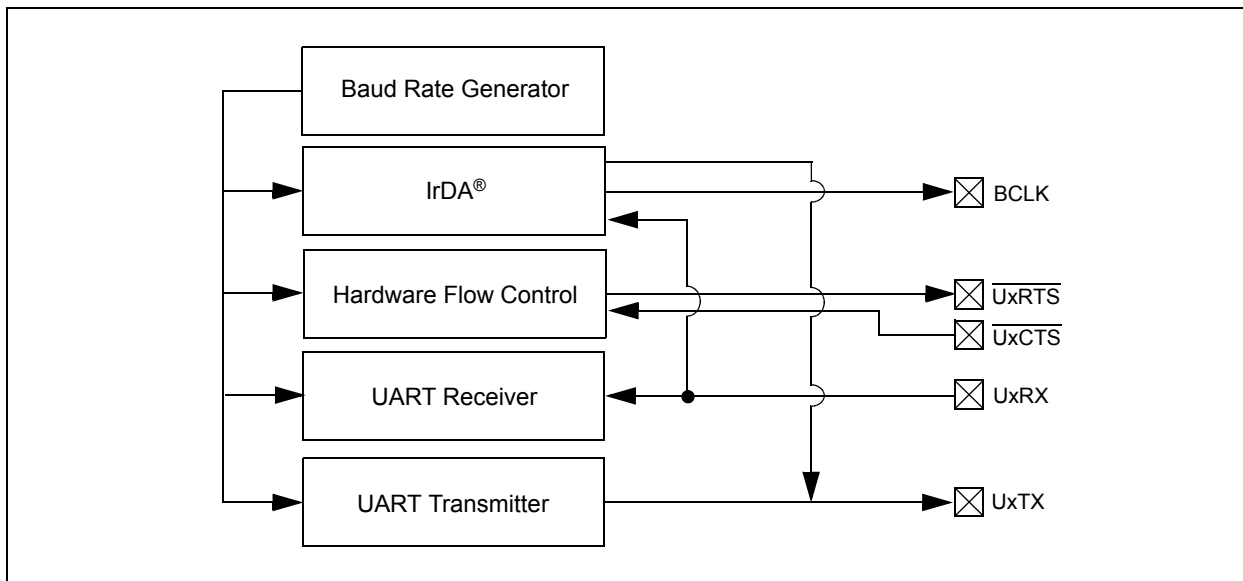 Baud Rate Generator
IrDA®
BCLK
Hardware Flow Control
UxRTS
UxCTS
UART Receiver
UxRX
UART Transmitter
UxTX